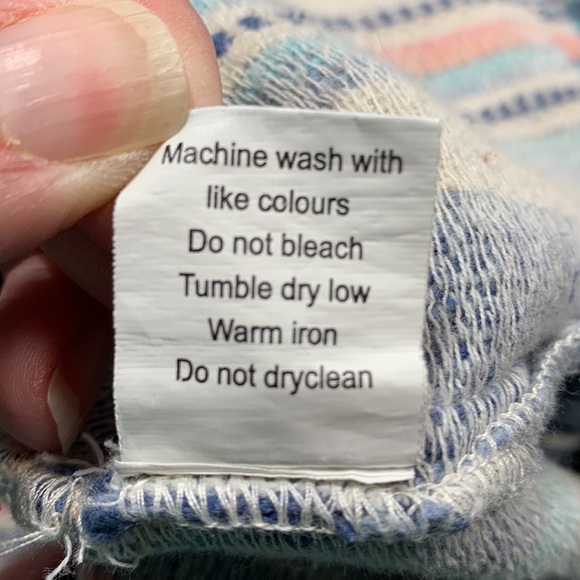 Machine wash with
like colours
Do not bleach
Tumble dry low
Warm iron
Do not dryclean